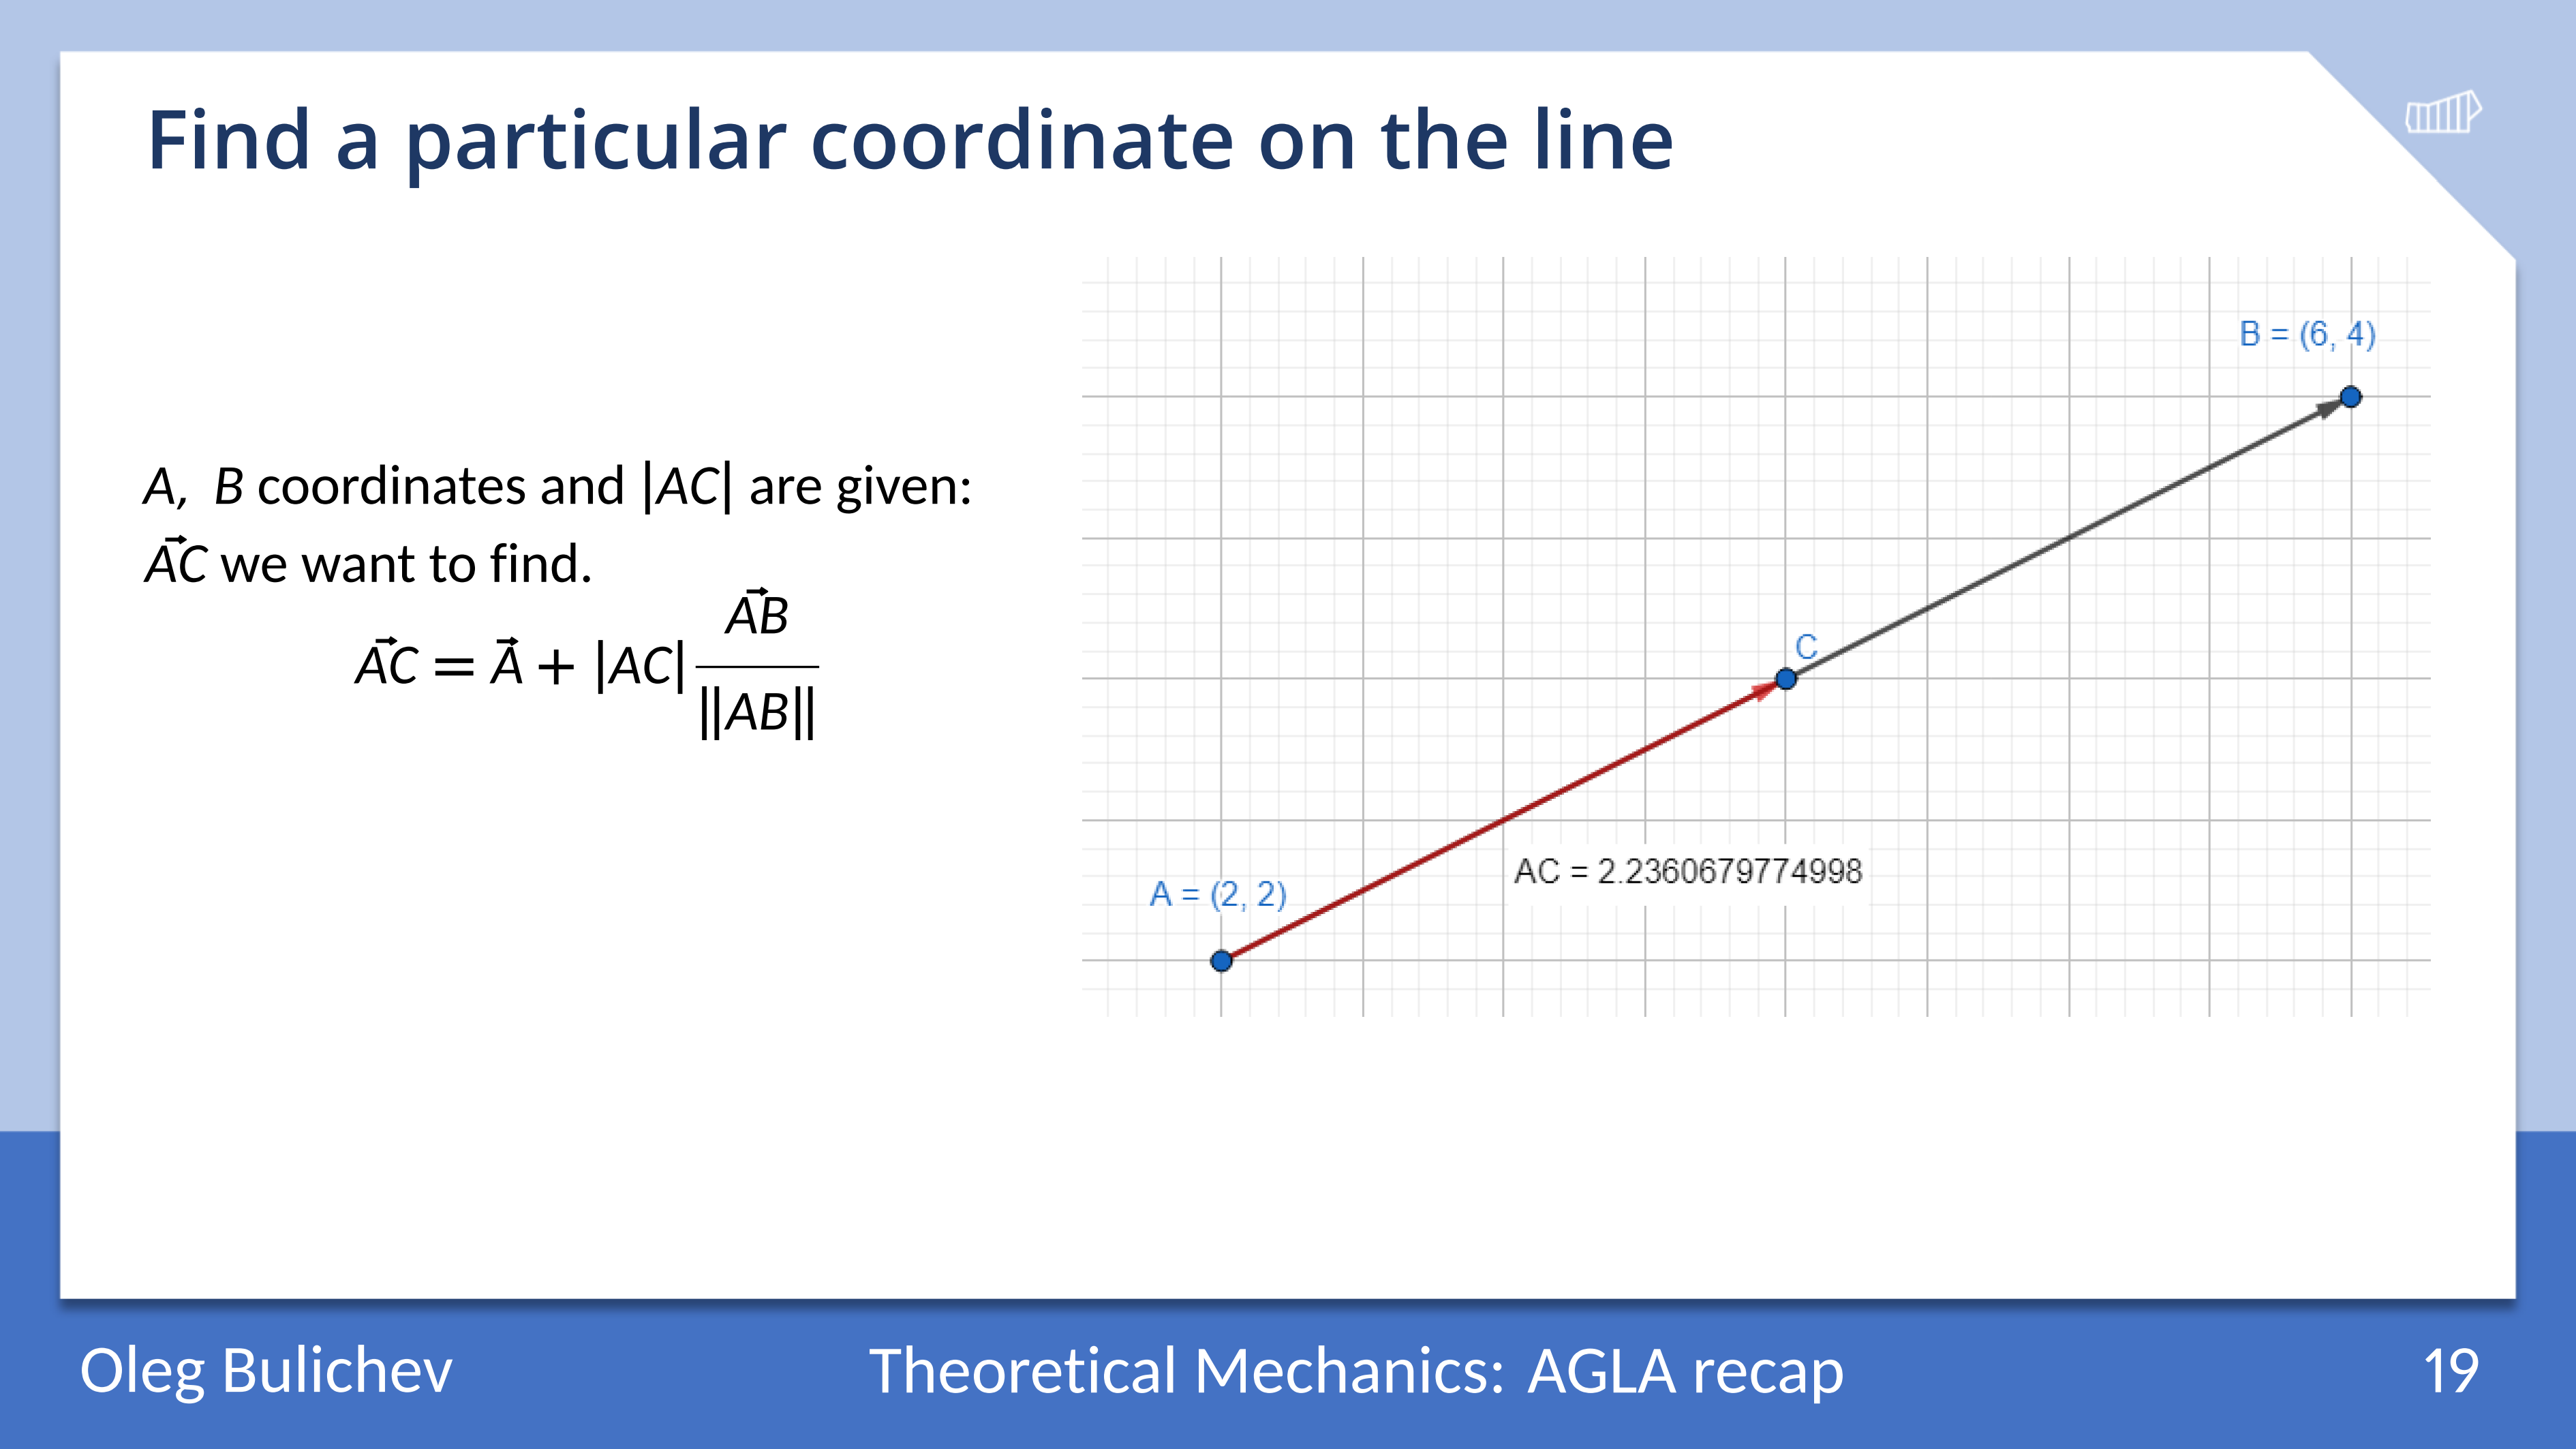 Find a particular coordinate on the line
A, B coordinates and |AC| are given:
A⃗C we want to find.
A⃗C = A⃗ + |AC| A⃗B / ||AB||
B = (6, 4)
C
AC = 2.2360679774998
A = (2, 2)
Oleg Bulichev
Theoretical Mechanics: AGLA recap
19